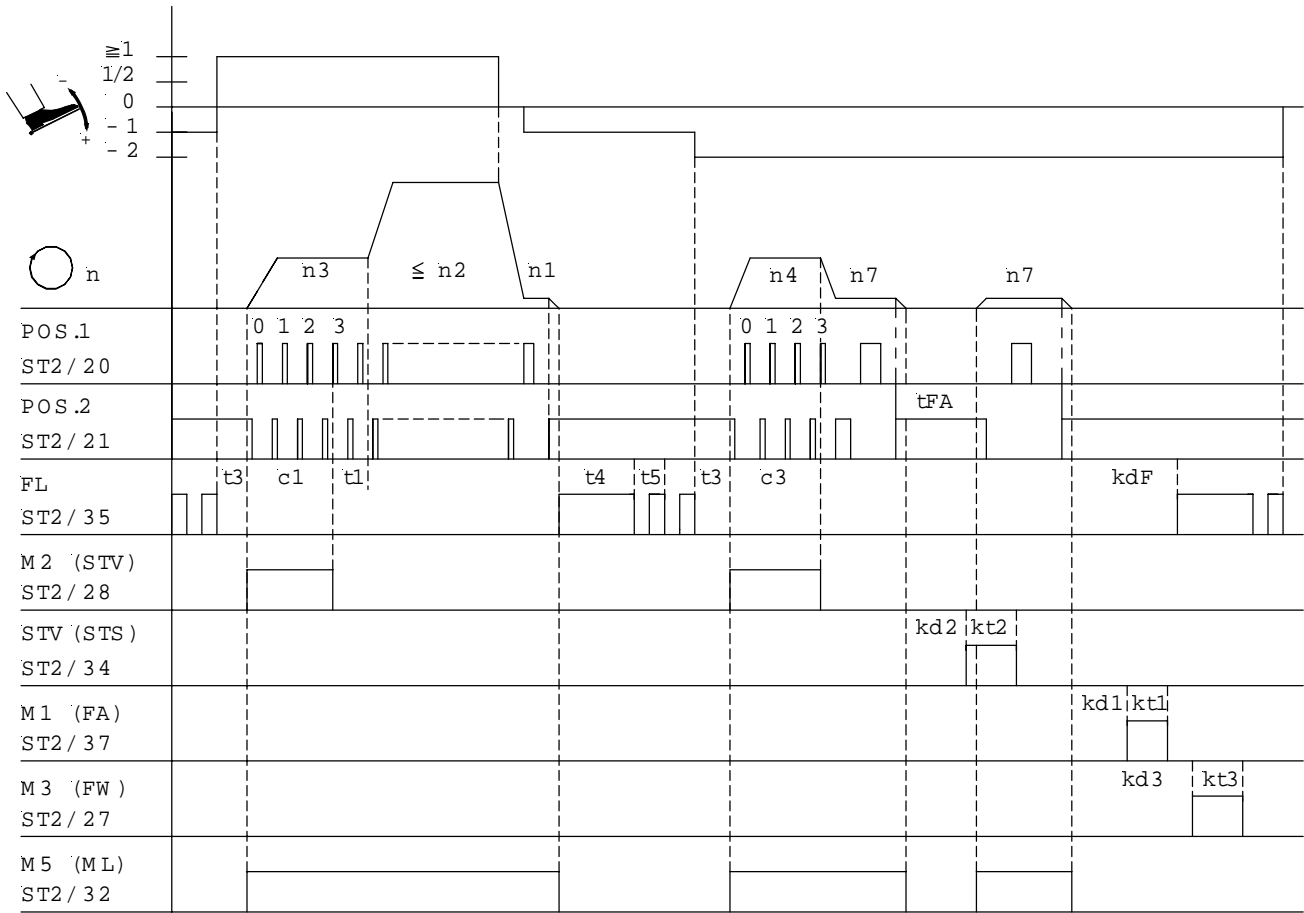 ≧1
1/2
0
-1
-2
-
+
n
n3
≦ n2
n1
n4
n7
n7
POS.1
ST2/20
0 1 2 3
0 1 2 3
POS.2
ST2/21
tFA
FL
ST2/35
t3
c1
t1
t4
t5
t3
c3
kdF
M2 (STV)
ST2/28
STV (STS)
ST2/34
kd2
kt2
M1 (FA)
ST2/37
kd1
kt1
M3 (FW)
ST2/27
kd3
kt3
M5 (ML)
ST2/32